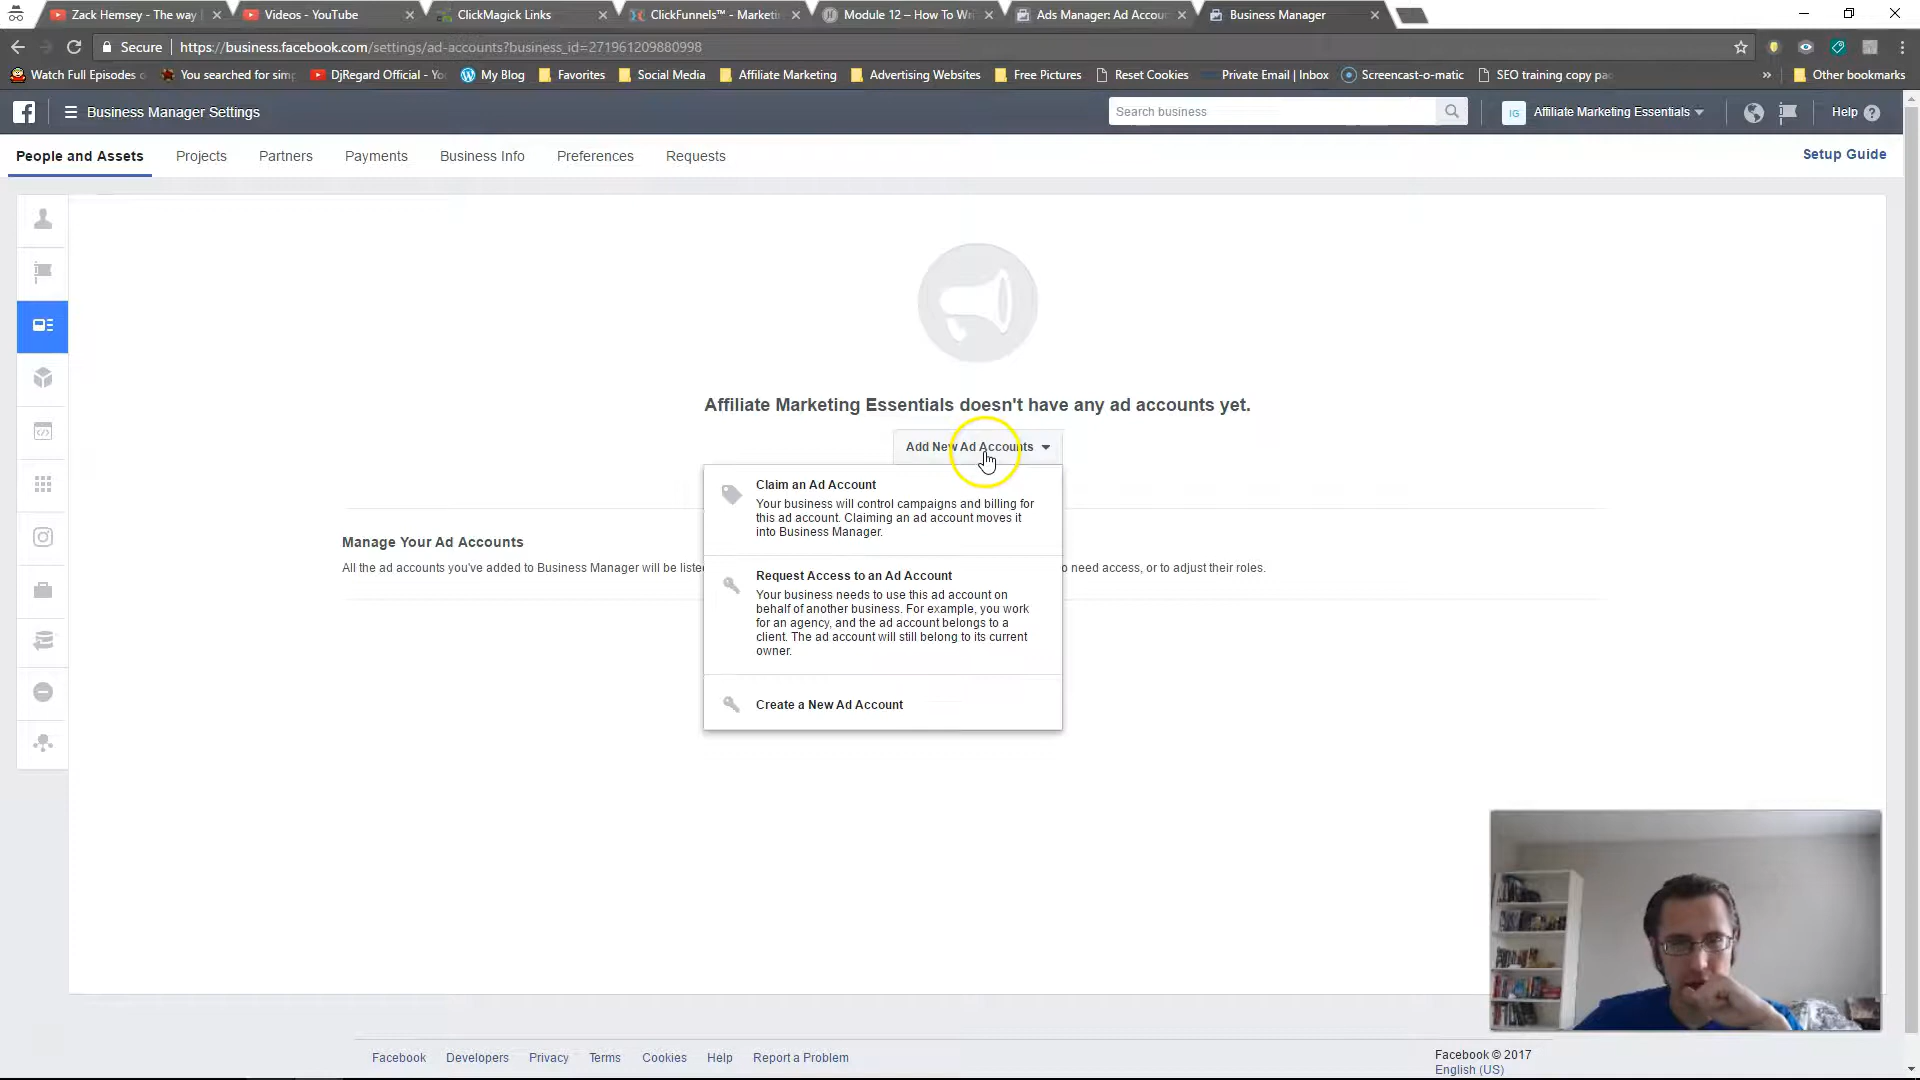 Zack Hemsey - The way
Videos - YouTube
ClickMagick Links
ClickFunnels™ - Marketi
Module 12 – How To Wri
Ads Manager: Ad Accou
Business Manager
Secure
https://business.facebook.com/settings/ad-accounts?business_id=271961209880998
Watch Full Episodes o
You searched for simp
DjRegard Official - Yo
My Blog
Favorites
Social Media
Affiliate Marketing
Advertising Websites
Free Pictures
Reset Cookies
Private Email | Inbox
Screencast-o-matic
SEO training copy pa
»
Other bookmarks
Business Manager Settings
Search business
IG
Affiliate Marketing Essentials
Help
People and Assets
Projects
Partners
Payments
Business Info
Preferences
Requests
Setup Guide
Affiliate Marketing Essentials doesn't have any ad accounts yet.
Add New Ad Accounts
Claim an Ad Account
Your business will control campaigns and billing for
this ad account. Claiming an ad account moves it
into Business Manager.
Manage Your Ad Accounts
All the ad accounts you've added to Business Manager will be liste
o need access, or to adjust their roles.
Request Access to an Ad Account
Your business needs to use this ad account on
behalf of another business. For example, you work
for an agency, and the ad account belongs to a
client. The ad account will still belong to its current
owner.
Create a New Ad Account
Facebook
Developers
Privacy
Terms
Cookies
Help
Report a Problem
Facebook © 2017
English (US)